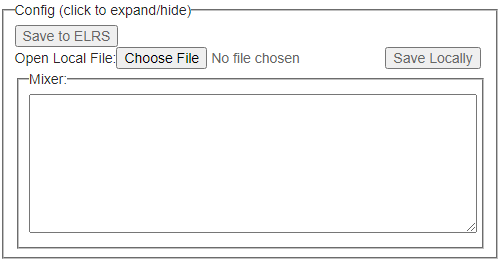 Config (click to expand/hide)
Save to ELRS
Open Local File: Choose File No file chosen Save Locally
Mixer: